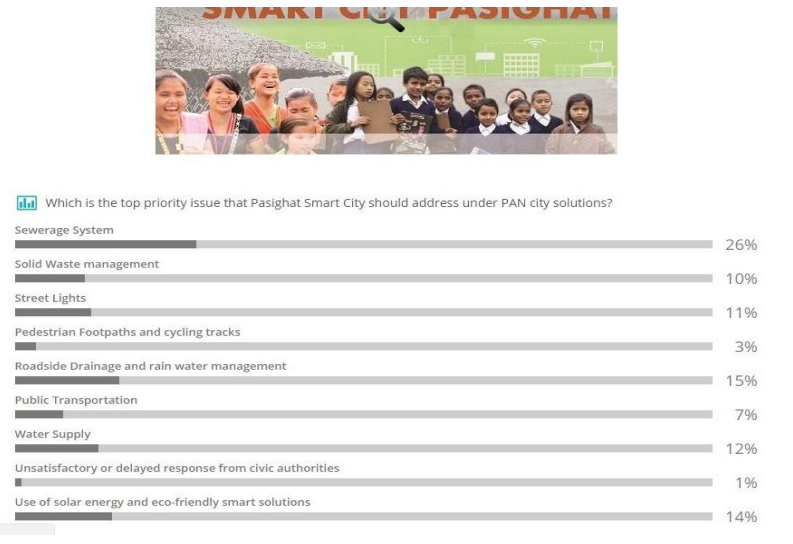 SMART CITY PASIGHAT
Which is the top priority issue that Pasighat Smart City should address under PAN city solutions?
Sewerage System
26%
Solid Waste management
10%
Street Lights
11%
Pedestrian Footpaths and cycling tracks
3%
Roadside Drainage and rain water management
15%
Public Transportation
7%
Water Supply
12%
Unsatisfactory or delayed response from civic authorities
1%
Use of solar energy and eco-friendly smart solutions
14%